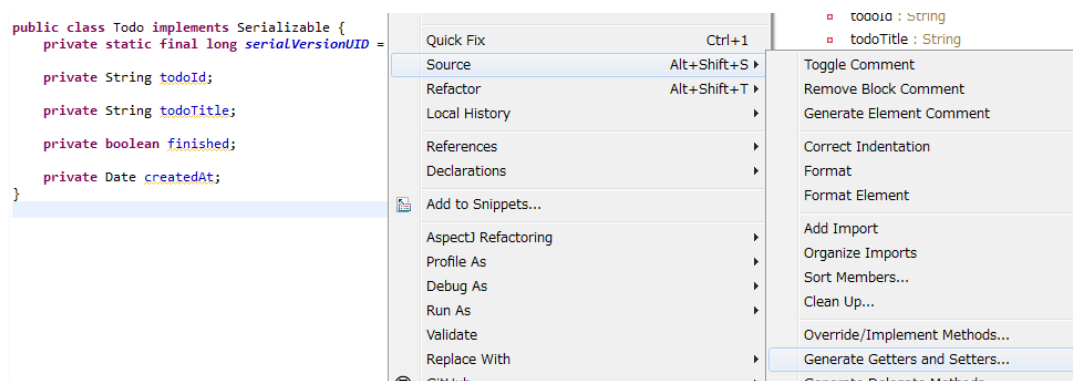 public class Todo implements Serializable {
private static final long serialVersionUID =
private String todoId;
private String todoTitle;
private boolean finished;
private Date createdAt;
}
Quick Fix Ctrl+1
Source Alt+Shift+S
Refactor Alt+Shift+T
Local History
References
Declarations
Add to Snippets...
AspectJ Refactoring
Profile As
Debug As
Run As
Validate
Replace With
GitHub
todoId : String
todoTitle : String
Toggle Comment
Remove Block Comment
Generate Element Comment
Correct Indentation
Format
Format Element
Add Import
Organize Imports
Sort Members...
Clean Up...
Override/Implement Methods...
Generate Getters and Setters...
Generate Delegate Methods...